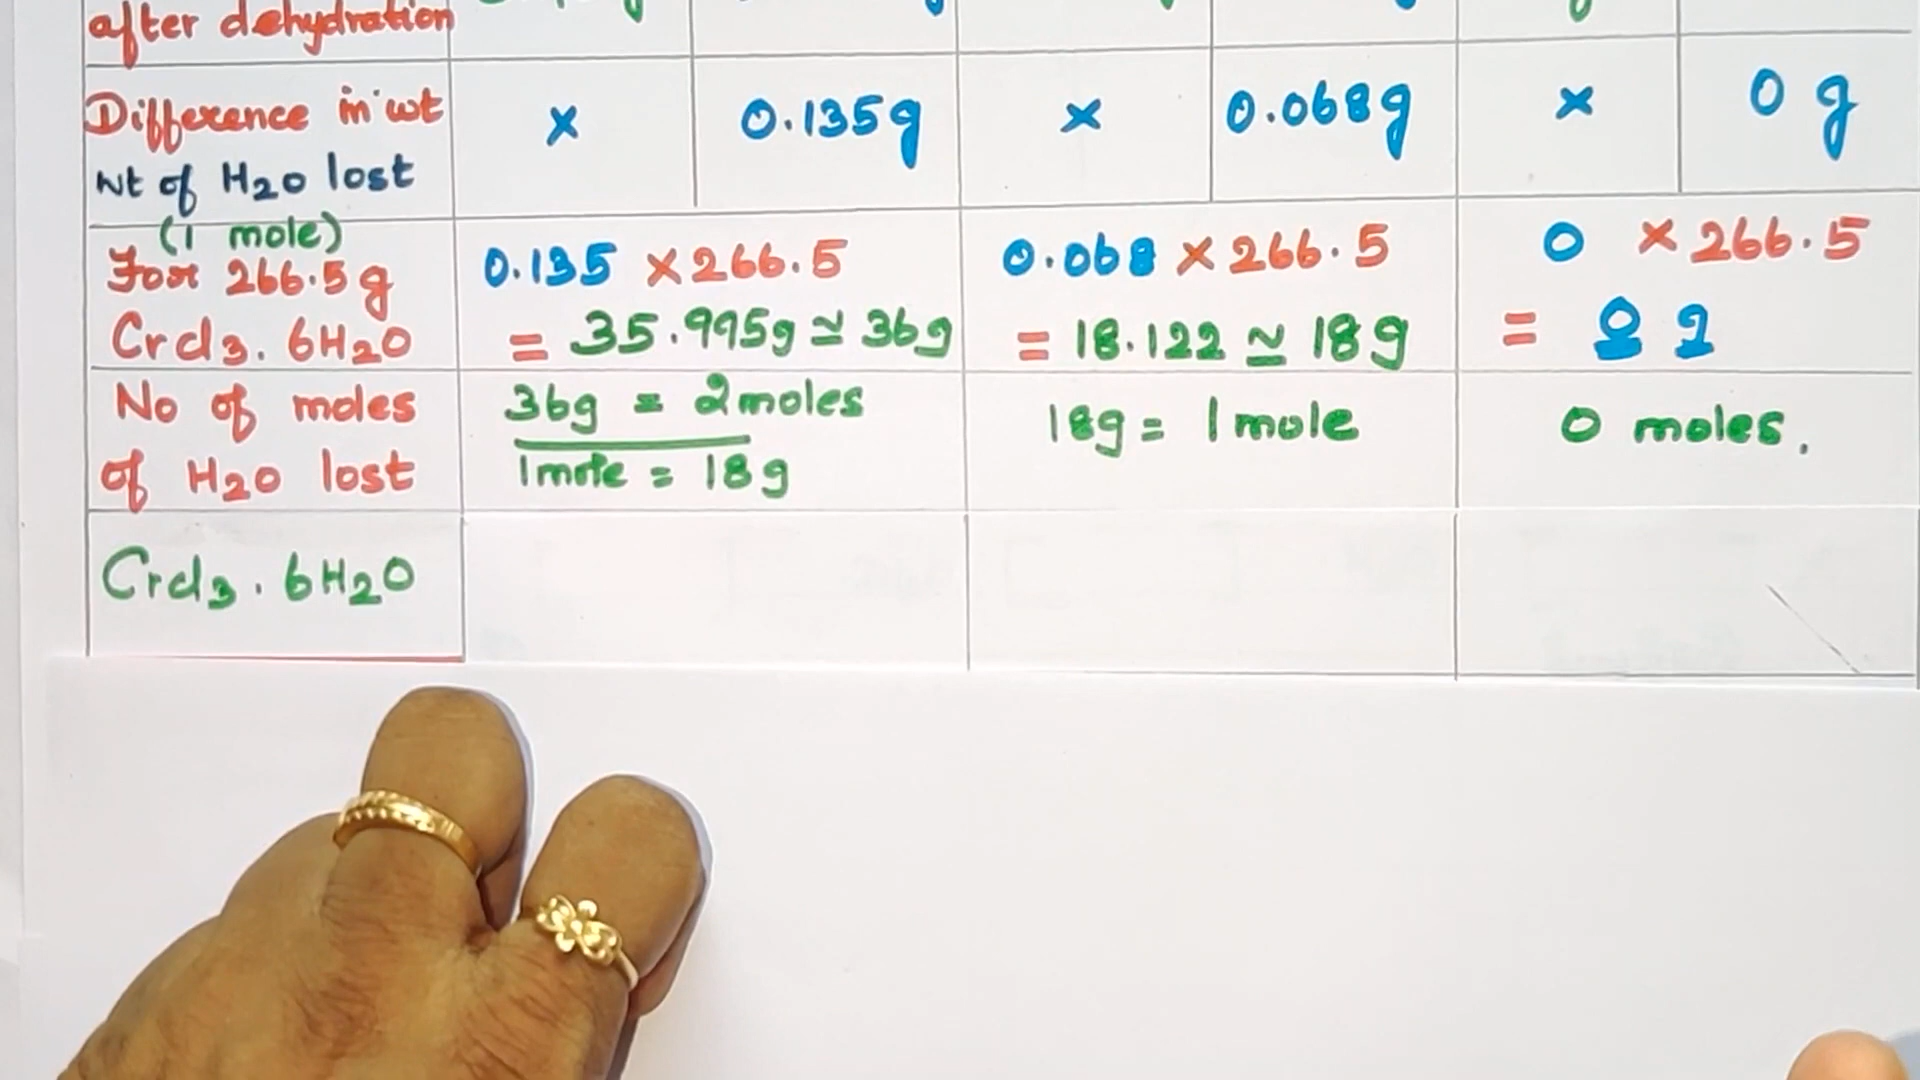 after dehydration
Difference in wt
Wt of H2O lost
x
0.135g
x
0.068g
x
0 g
(1 mole)
For 266.5 g
CrCl3. 6H2O
0.135 x 266.5
= 35.995g ≃ 36g
0.068 x 266.5
= 18.122 ≃ 18g
0 x 266.5
= 0 g
No of moles
of H2O lost
36g = 2moles
1mole = 18g
18g = 1 mole
0 moles.
CrCl3. 6H2O